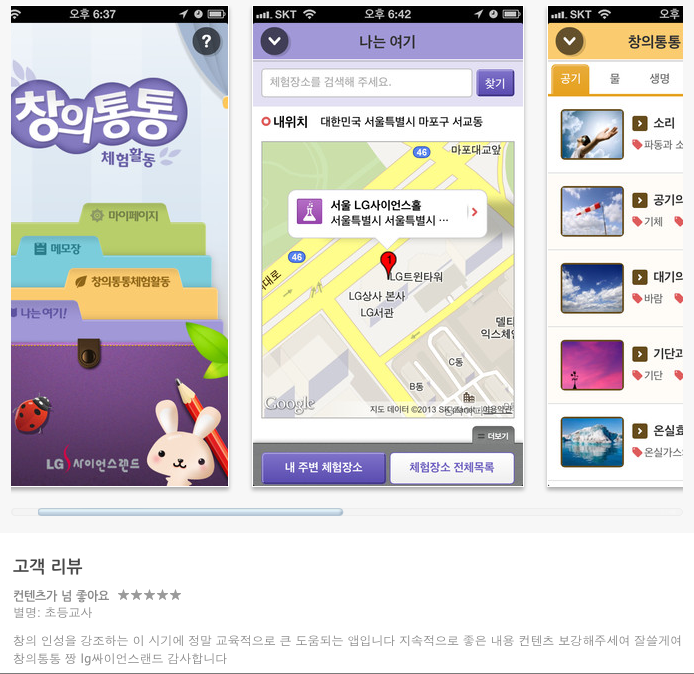 오후 6:37
?
창의통통
체험활동
마이페이지
메모장
창의통통체험활동
나는 여기!
LG사이언스랜드
SKT 오후 6:42
나는 여기
체험장소를 검색해 주세요. 찾기
내위치 대한민국 서울특별시 마포구 서교동
46 마포대교앞
서울 LG사이언스홀
서울특별시 서울특별시 ···
46
1
LG트윈타워
LG상사 본사
LG서관
C동
B동
Google 지도 데이터 ©2013 SK planet
더보기
내 주변 체험장소 체험장소 전체목록
SKT 오후
창의통통
공기 물 생명
소리
파동과 소
공기의
기체
대기의
바람
기단과
기단
온실효
온실가스
고객 리뷰
컨텐츠가 넘 좋아요 ★★★★★
별명: 초등교사
창의 인성을 강조하는 이 시기에 정말 교육적으로 큰 도움되는 앱입니다 지속적으로 좋은 내용 컨텐츠 보강해주세여 잘쓸게여
창의통통 짱 lg싸이언스랜드 감사합니다